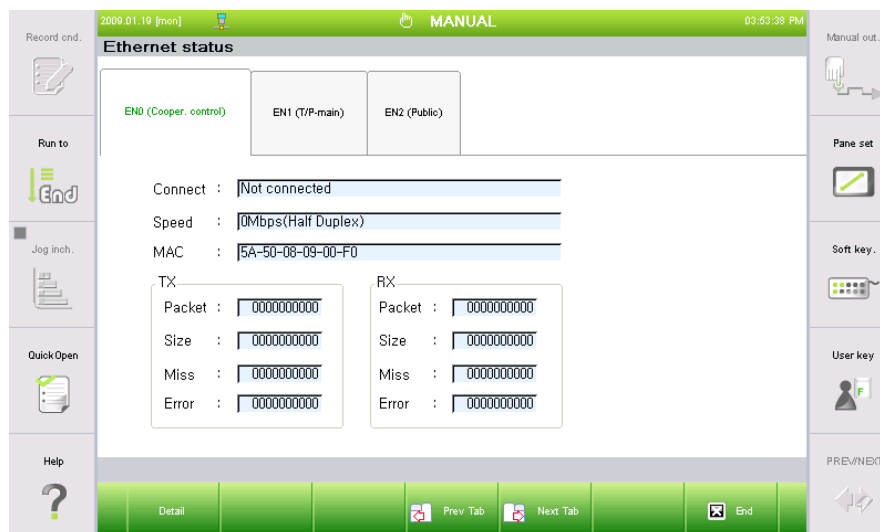 2009.01.19 [mon] MANUAL 03:53:38 PM
Ethernet status
Record cnd.
Run to
End
Jog inch.
Quick Open
Help
EN0 (Cooper. control) EN1 (T/P-main) EN2 (Public)
Connect : Not connected
Speed : 0Mbps(Half Duplex)
MAC : 5A-50-08-09-00-F0
TX
Packet : 0000000000
Size : 0000000000
Miss : 0000000000
Error : 0000000000
RX
Packet : 0000000000
Size : 0000000000
Miss : 0000000000
Error : 0000000000
Manual out.
Pane set
Soft key.
User key
F
PREV/NEXT
Detail Prev Tab Next Tab End